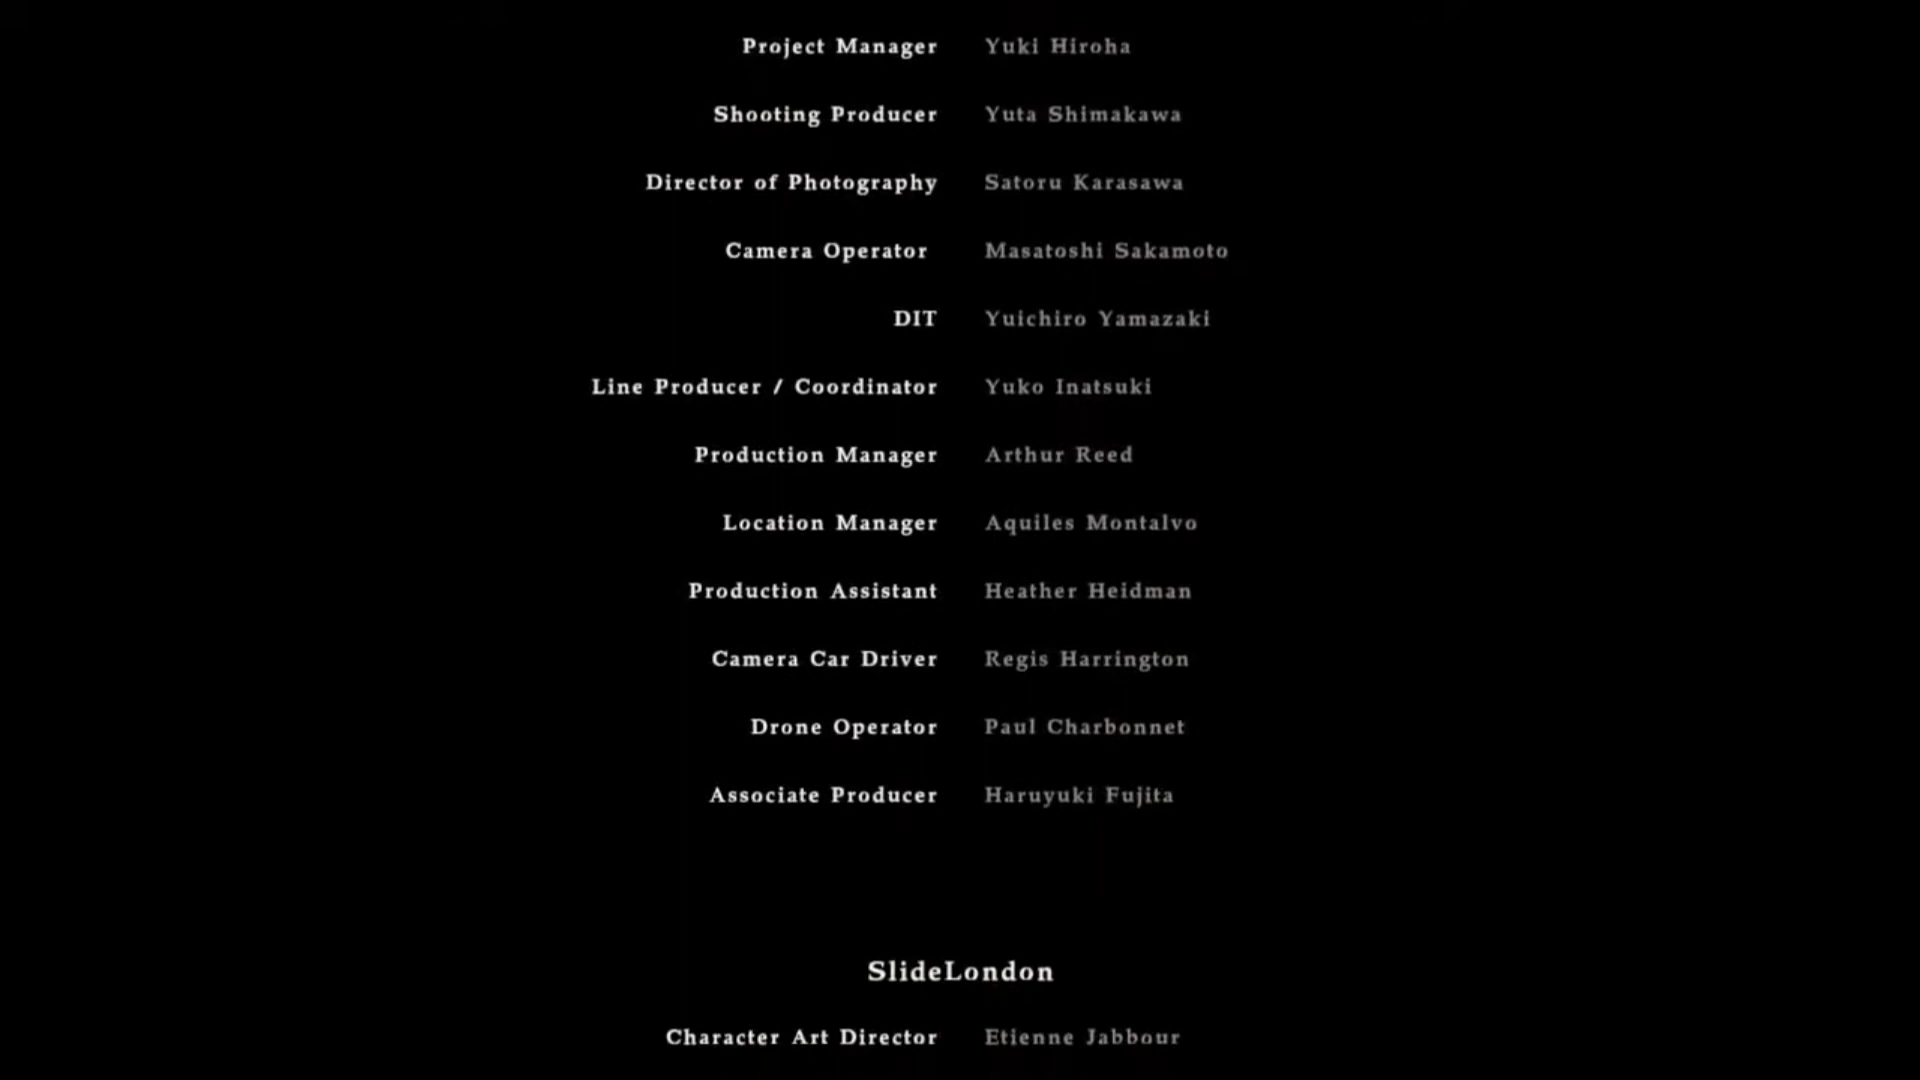 Project Manager Yuki Hiroha
Shooting Producer Yuta Shimakawa
Director of Photography Satoru Karasawa
Camera Operator Masatoshi Sakamoto
DIT Yuichiro Yamazaki
Line Producer / Coordinator Yuko Inatsuki
Production Manager Arthur Reed
Location Manager Aquiles Montalvo
Production Assistant Heather Heidman
Camera Car Driver Regis Harrington
Drone Operator Paul Charbonnet
Associate Producer Haruyuki Fujita
SlideLondon
Character Art Director Etienne Jabbour